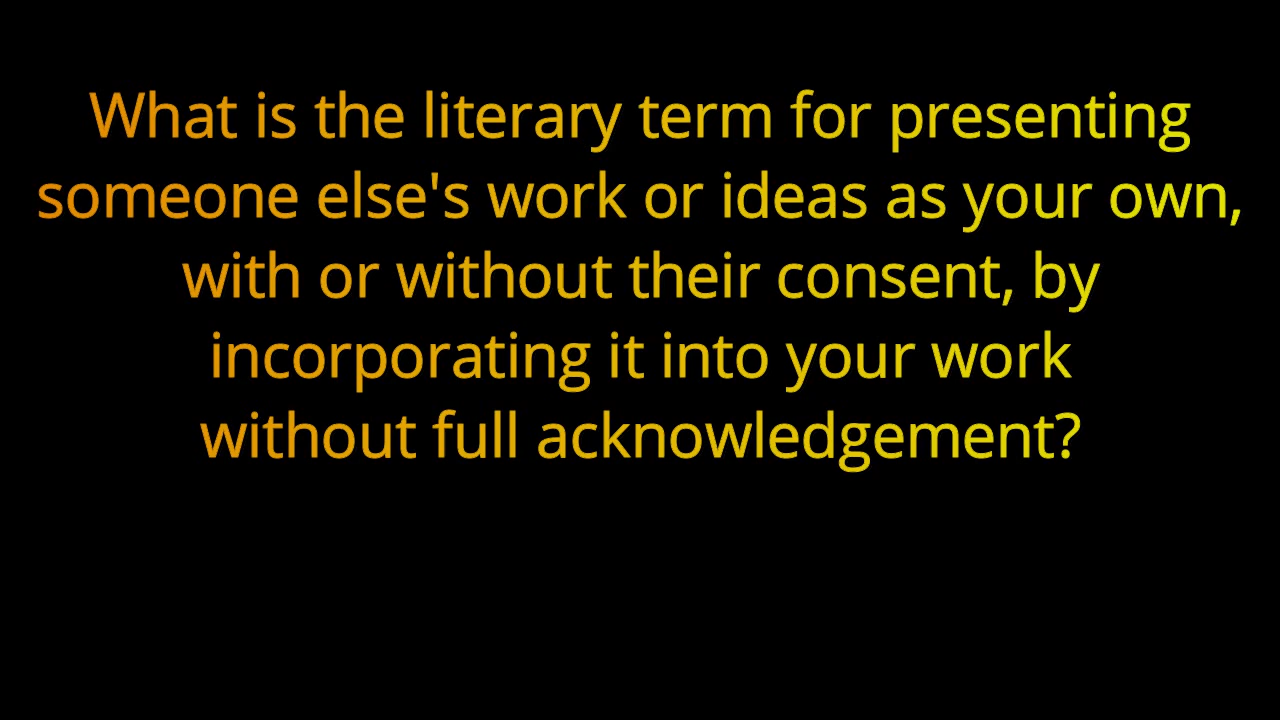 What is the literary term for presenting
someone else's work or ideas as your own,
with or without their consent, by
incorporating it into your work
without full acknowledgement?